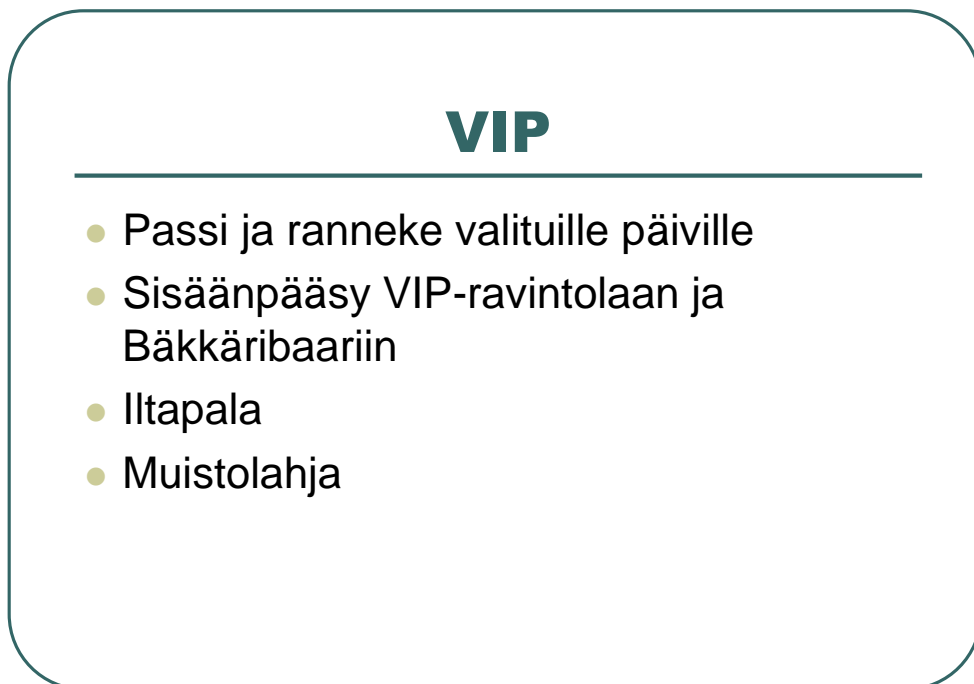 VIP
Passi ja ranneke valituille päiville
Sisäänpääsy VIP-ravintolaan ja
Bäkkäribaariin
Iltapala
Muistolahja